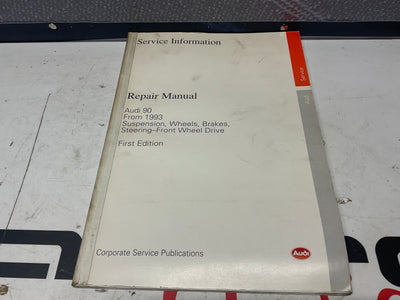 Service Information
Service
Audi
Repair Manual
Audi 90
From 1993
Suspension, Wheels, Brakes,
Steering–Front Wheel Drive
First Edition
Corporate Service Publications
Audi